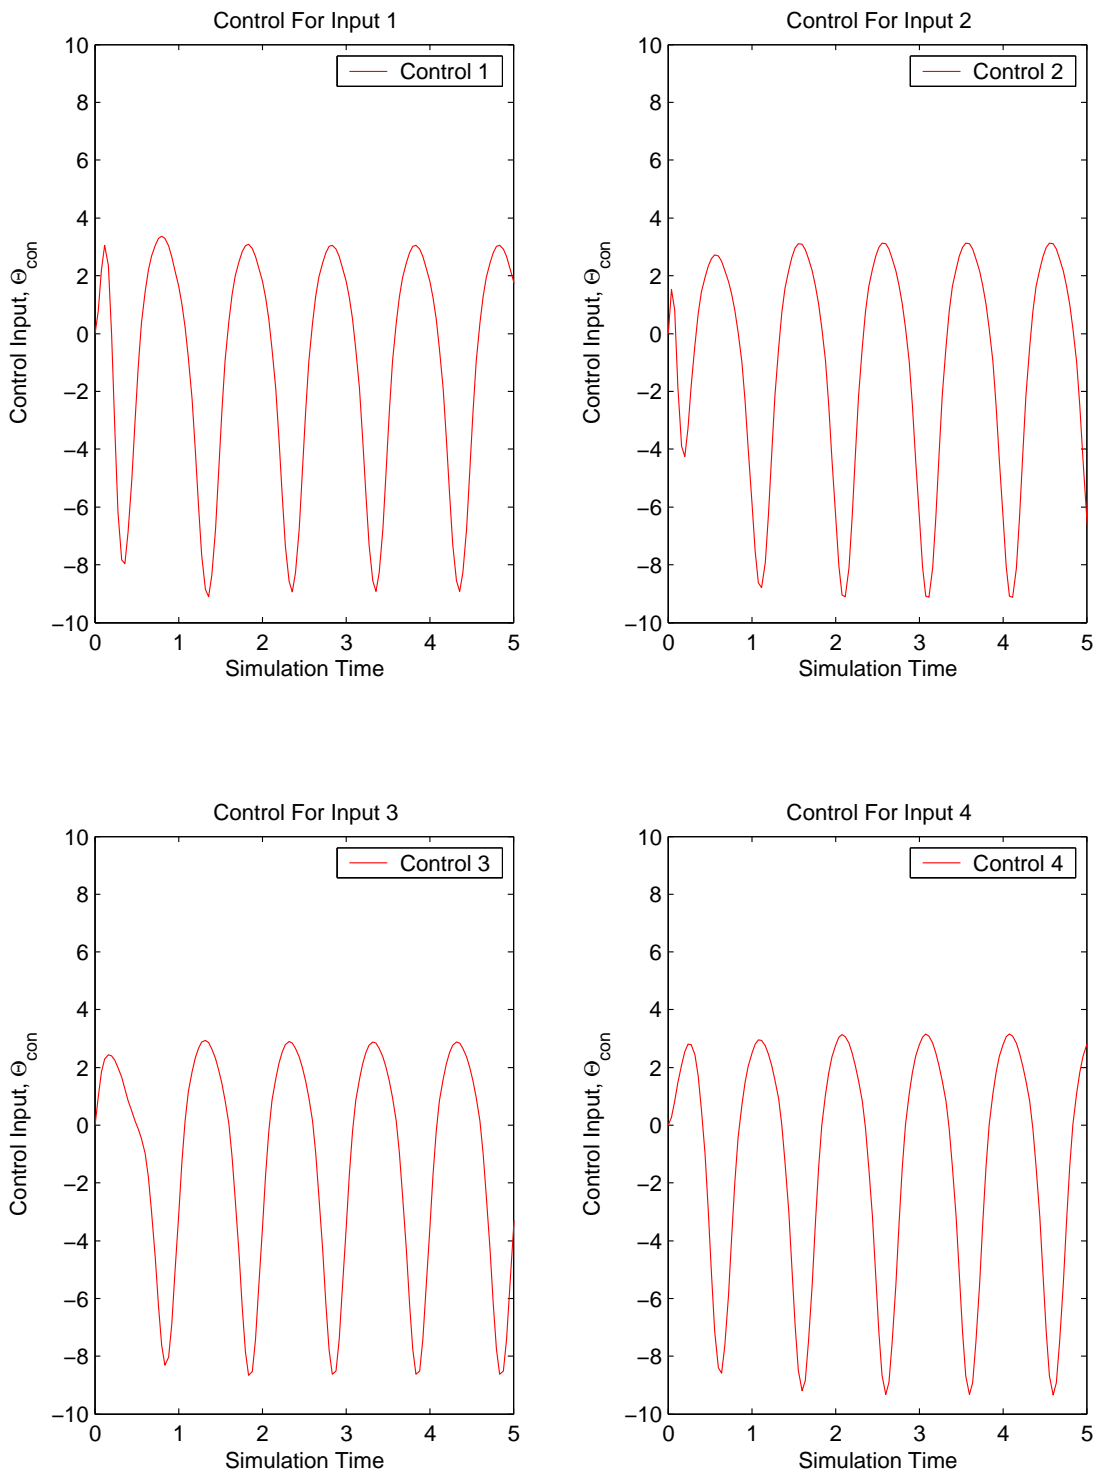 Control For Input 1
Control 1
10
8
6
4
2
0
−2
−4
−6
−8
−10
Control Input, Θcon
0 1 2 3 4 5
Simulation Time
Control For Input 2
Control 2
10
8
6
4
2
0
−2
−4
−6
−8
−10
Control Input, Θcon
0 1 2 3 4 5
Simulation Time
Control For Input 3
Control 3
10
8
6
4
2
0
−2
−4
−6
−8
−10
Control Input, Θcon
0 1 2 3 4 5
Simulation Time
Control For Input 4
Control 4
10
8
6
4
2
0
−2
−4
−6
−8
−10
Control Input, Θcon
0 1 2 3 4 5
Simulation Time